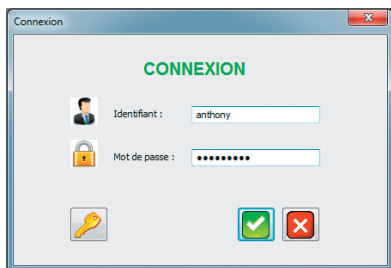 Connexion
CONNEXION
Identifiant :
anthony
Mot de passe :
•••••••••